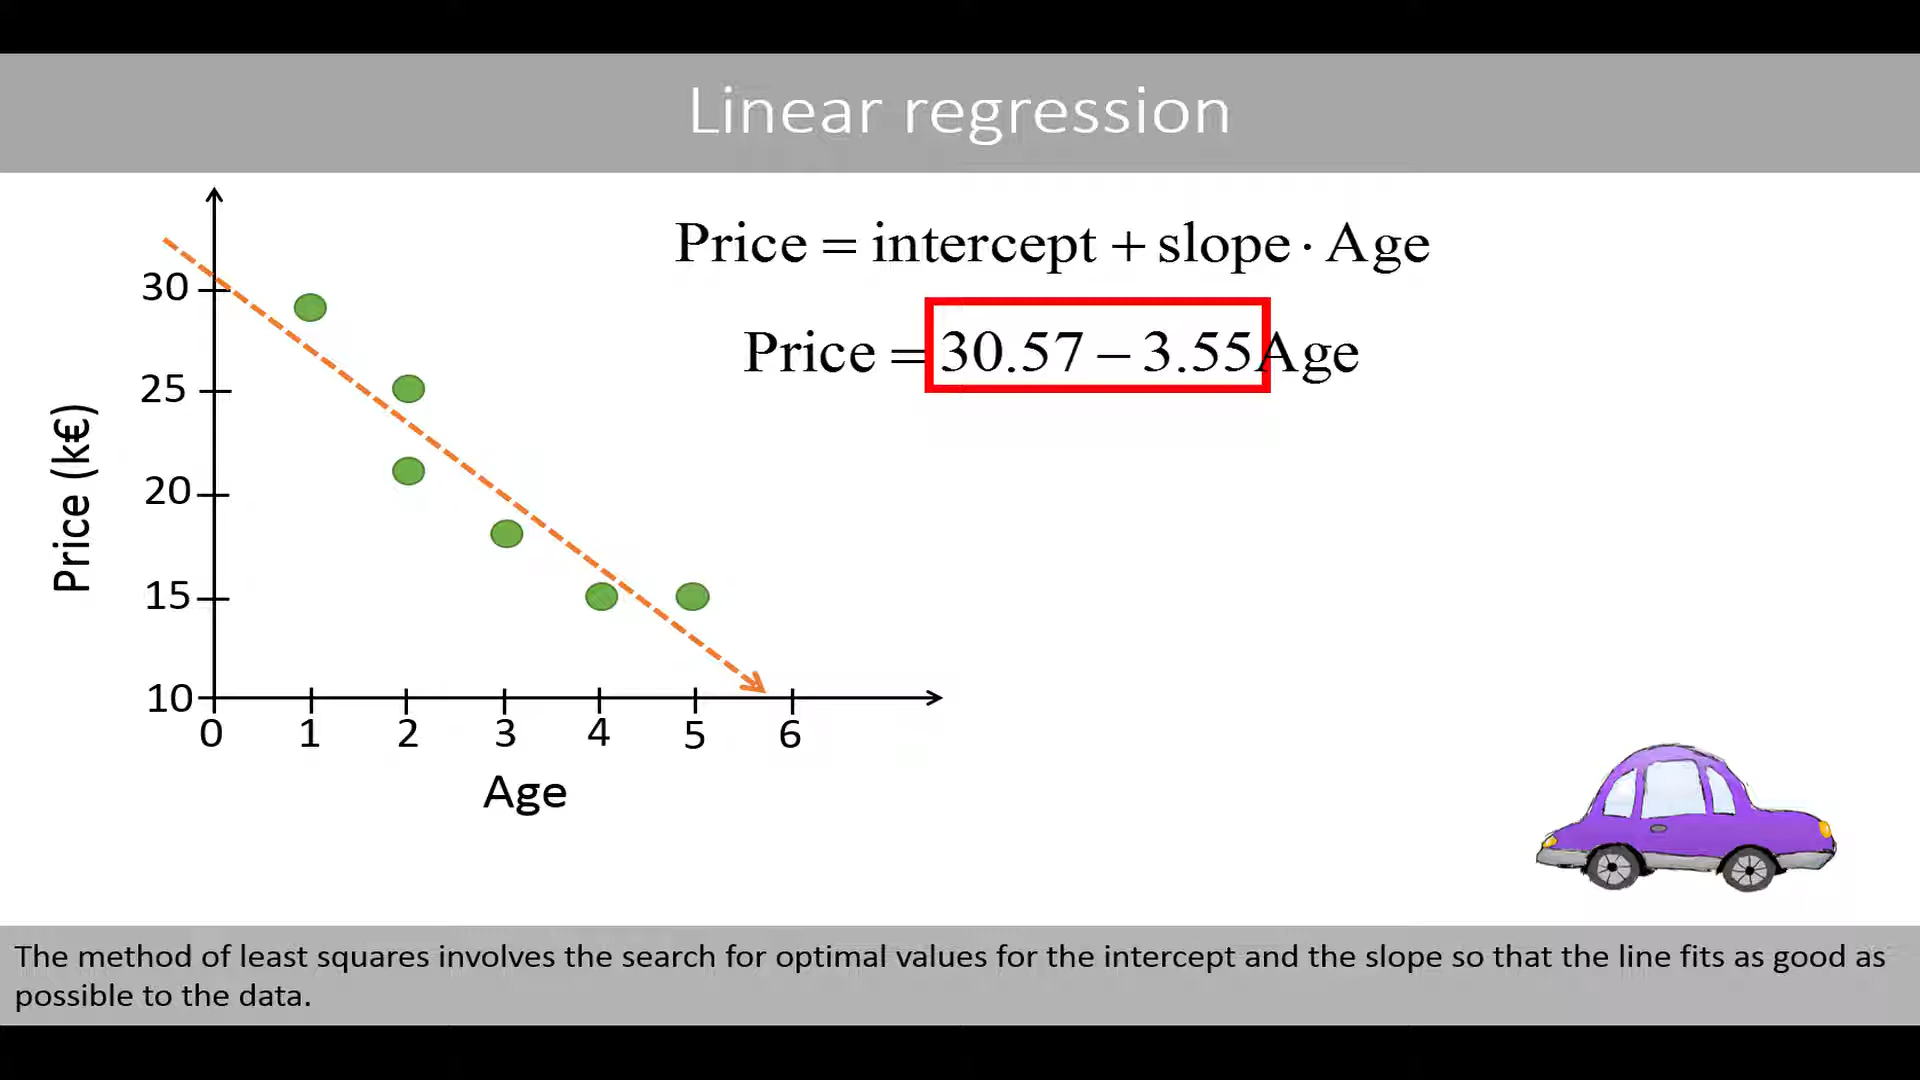 Linear regression
Price = intercept + slope · Age
Price = 30.57 – 3.55Age
30
25
20
15
10
Price (k€)
0 1 2 3 4 5 6
Age
The method of least squares involves the search for optimal values for the intercept and the slope so that the line fits as good as
possible to the data.